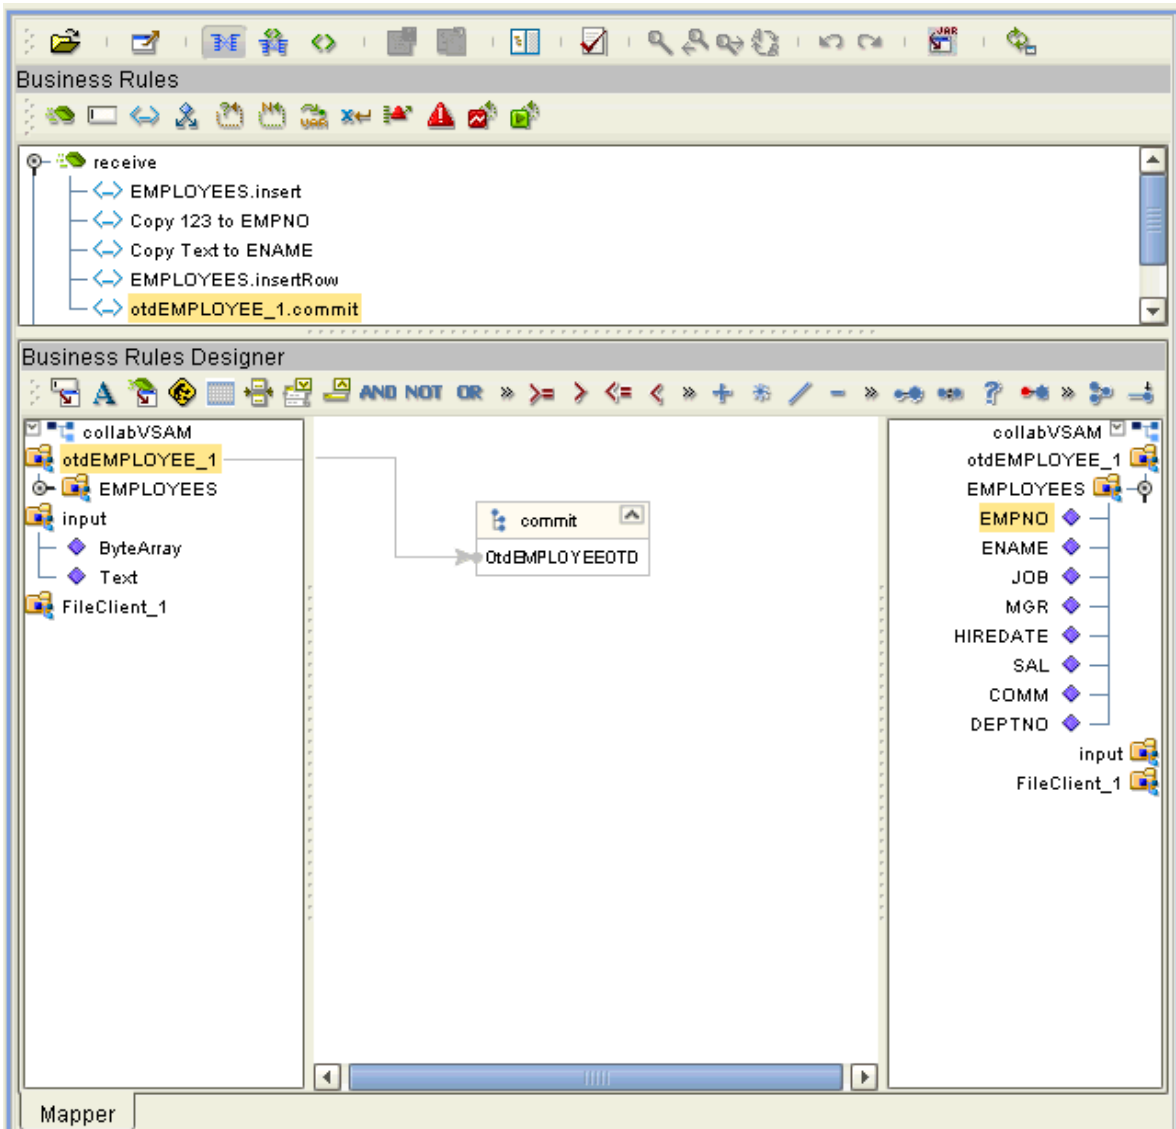 JAR
Business Rules
VAR
receive
EMPLOYEES.insert
Copy 123 to EMPNO
Copy Text to ENAME
EMPLOYEES.insertRow
otdEMPLOYEE_1.commit
Business Rules Designer
A AND NOT OR » >= > <= < » + / - » ? » 
collabVSAM
otdEMPLOYEE_1
EMPLOYEES
input
ByteArray
Text
FileClient_1
commit
OtdEMPLOYEEOTD
collabVSAM
otdEMPLOYEE_1
EMPLOYEES
EMPNO
ENAME
JOB
MGR
HIREDATE
SAL
COMM
DEPTNO
input
FileClient_1
Mapper